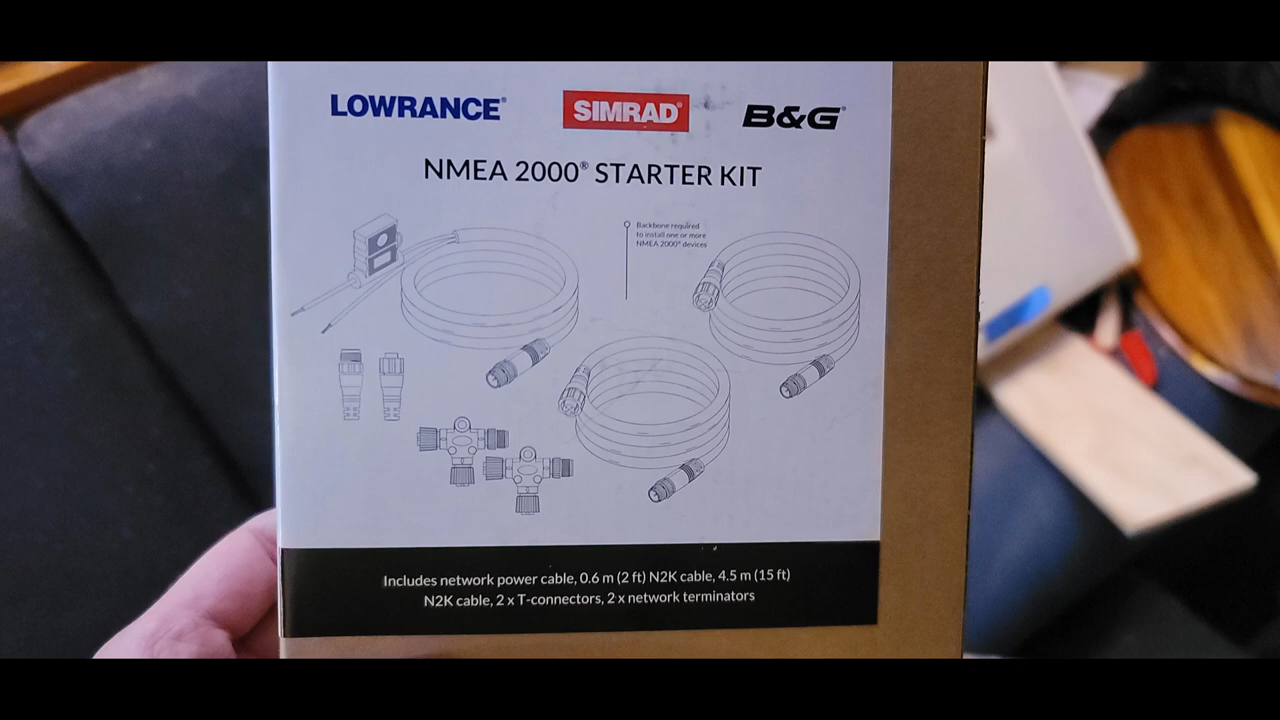 LOWRANCE®
SIMRAD®
B&G®
NMEA 2000® STARTER KIT
Backbone required
to install one or more
NMEA 2000® devices
Includes network power cable, 0.6 m (2 ft) N2K cable, 4.5 m (15 ft)
N2K cable, 2 x T-connectors, 2 x network terminators